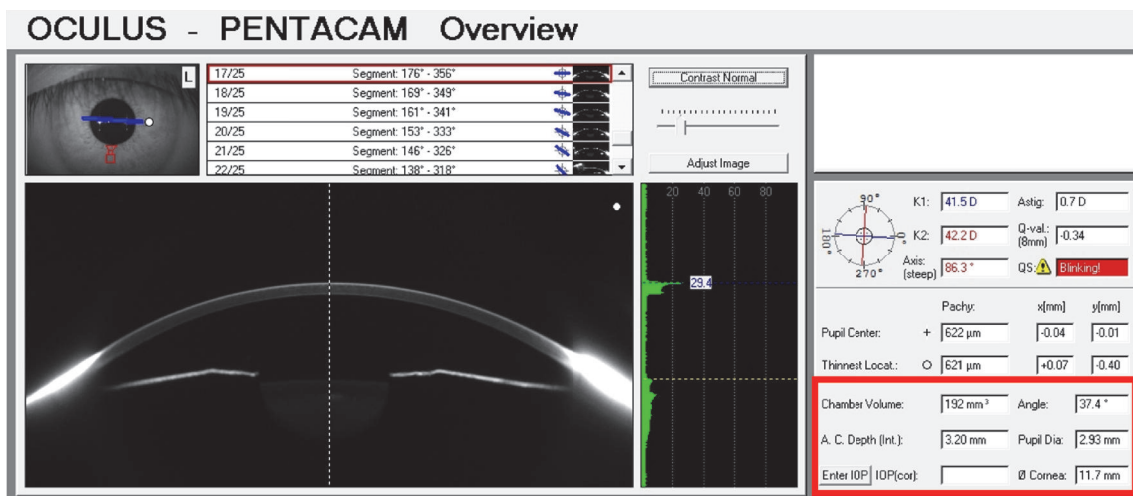 OCULUS - PENTACAM Overview
L
17/25 Segment: 176° - 356°
18/25 Segment: 169° - 349°
19/25 Segment: 161° - 341°
20/25 Segment: 153° - 333°
21/25 Segment: 146° - 326°
22/25 Segment: 138° - 318°
Contrast Normal
Adjust Image
20 40 60 80
29.4
90°
180°
0°
270°
K1: 41.5 D Astig: 0.7 D
K2: 42.2 D Q-val.: (8mm) -0.34
Axis: (steep) 86.3 ° QS: Blinking!
Pachy: x[mm] y[mm]
Pupil Center: + 622 µm -0.04 -0.01
Thinnest Locat.: O 621 µm +0.07 -0.40
Chamber Volume: 192 mm³ Angle: 37.4 °
A. C. Depth (Int.): 3.20 mm Pupil Dia: 2.93 mm
Enter IOP IOP(cor): Ø Cornea: 11.7 mm